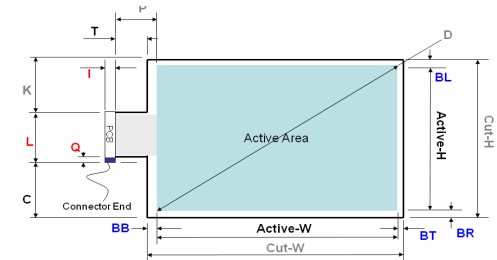 P
T
D
I
BL
K
PCB
Active-H
Cut-H
L
Active Area
Q
C
Connector End
BB
Active-W
BT
BR
Cut-W